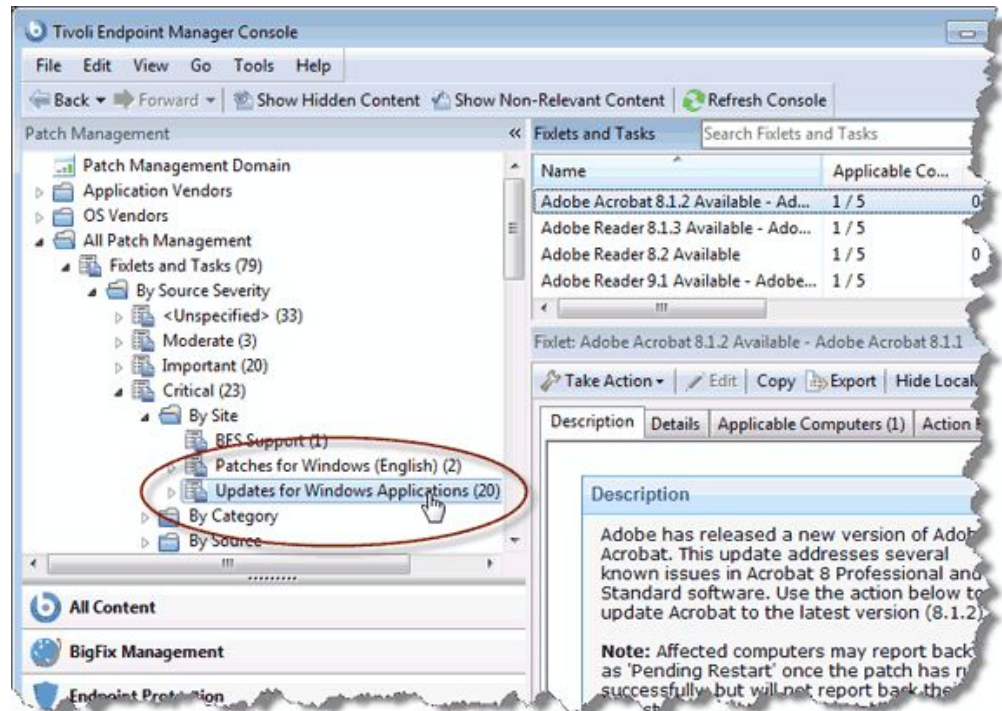 Tivoli Endpoint Manager Console
File Edit View Go Tools Help
Back Forward Show Hidden Content Show Non-Relevant Content Refresh Console
Patch Management «
Patch Management Domain
Application Vendors
OS Vendors
All Patch Management
Fixlets and Tasks (79)
By Source Severity
<Unspecified> (33)
Moderate (3)
Important (20)
Critical (23)
By Site
BES Support (1)
Patches for Windows (English) (2)
Updates for Windows Applications (20)
By Category
By Source
All Content
BigFix Management
Endpoint Protection
Fixlets and Tasks Search Fixlets and Tasks
Name Applicable Co...
Adobe Acrobat 8.1.2 Available - Ad... 1 / 5 0
Adobe Reader 8.1.3 Available - Ado... 1 / 5
Adobe Reader 8.2 Available 1 / 5 0
Adobe Reader 9.1 Available - Adobe... 1 / 5
Fixlet: Adobe Acrobat 8.1.2 Available - Adobe Acrobat 8.1.1
Take Action Edit Copy Export Hide Local
Description Details Applicable Computers (1) Action
Description
Adobe has released a new version of Adob
Acrobat. This update addresses several
known issues in Acrobat 8 Professional and
Standard software. Use the action below to
update Acrobat to the latest version (8.1.2)
Note: Affected computers may report back
as 'Pending Restart' once the patch has
successfully but will not report back their